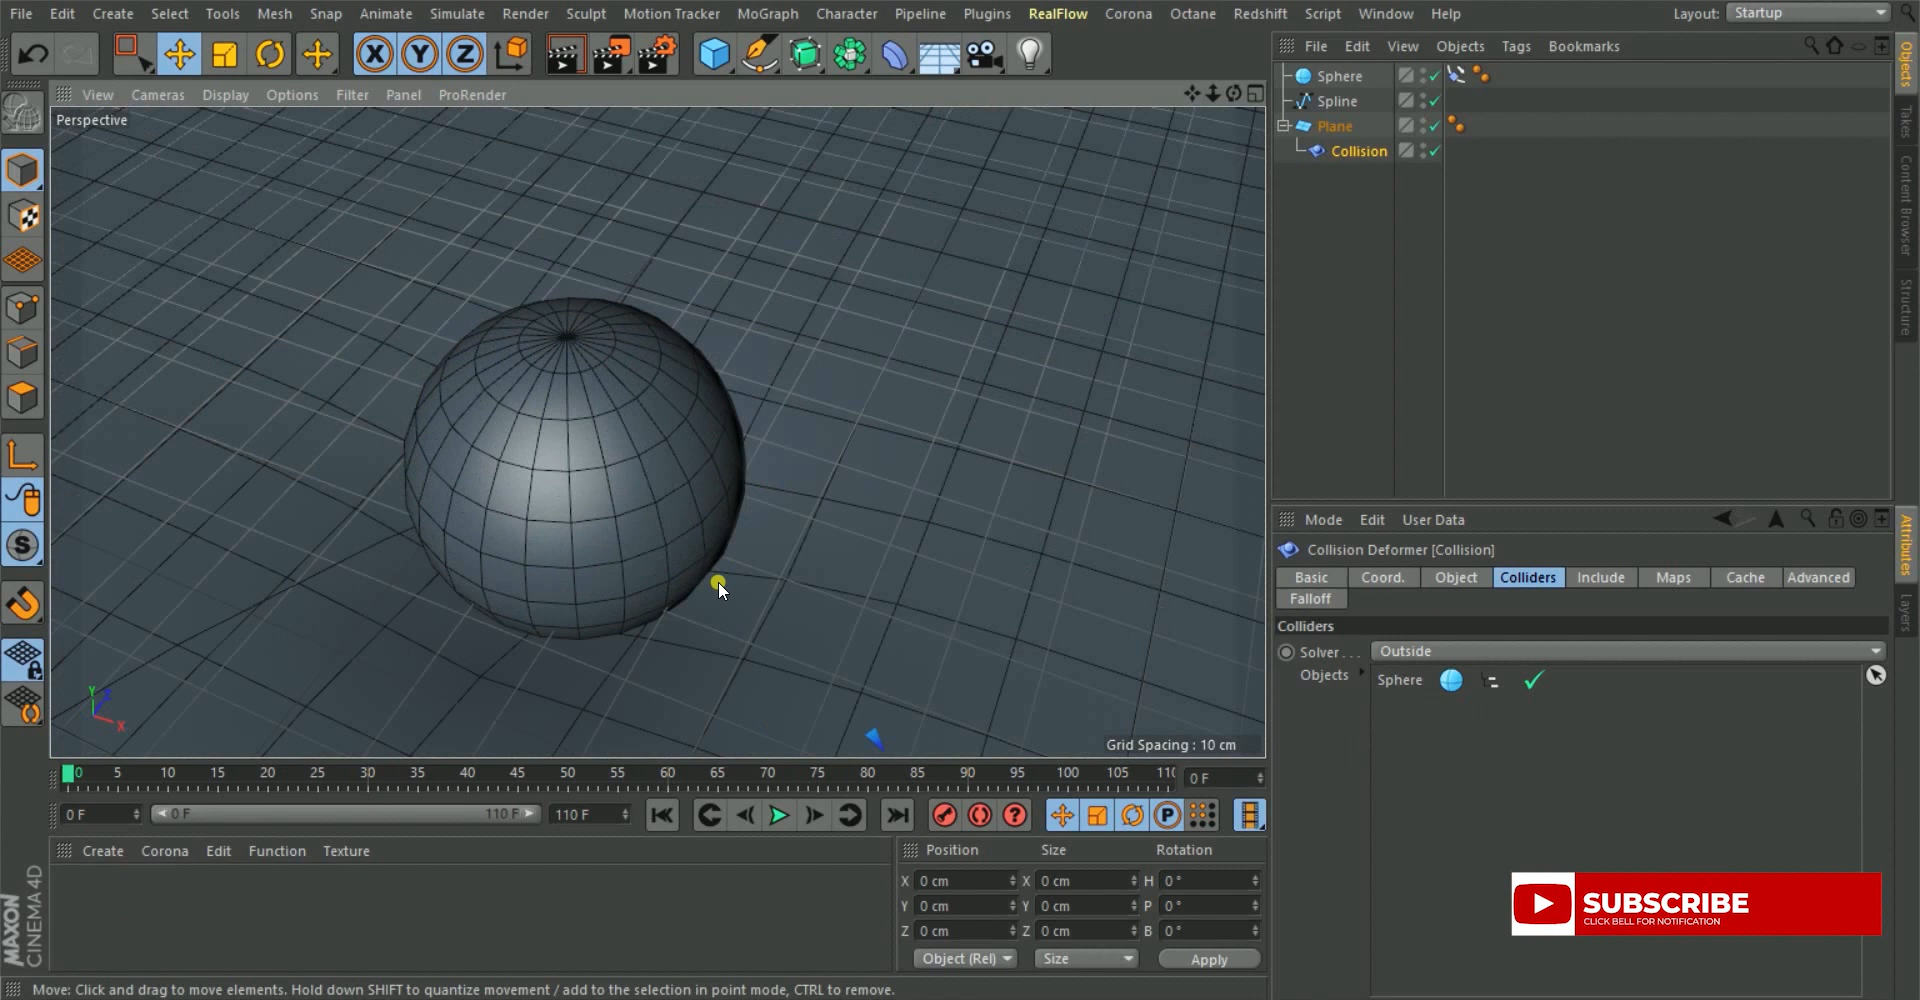 File Edit Create Select Tools Mesh Snap Animate Simulate Render Sculpt Motion Tracker MoGraph Character Pipeline Plugins RealFlow Corona Octane Redshift Script Window Help Layout: Startup
X Y Z
File Edit View Objects Tags Bookmarks
Objects
Takes
Content Browser
Structure
Sphere
Spline
Plane
Collision
View Cameras Display Options Filter Panel ProRender
Perspective
Y Z X
Grid Spacing : 10 cm
S
Mode Edit User Data
Attributes
Layers
Collision Deformer [Collision]
Basic Coord. Object Colliders Include Maps Cache Advanced
Falloff
Colliders
Solver . . . Outside
Objects Sphere
0 5 10 15 20 25 30 35 40 45 50 55 60 65 70 75 80 85 90 95 100 105 110 0 F
0 F 0 F 110 F 110 F ? P
Create Corona Edit Function Texture
Position Size Rotation
X 0 cm X 0 cm H 0 °
Y 0 cm Y 0 cm P 0 °
Z 0 cm Z 0 cm B 0 °
Object (Rel) Size Apply
SUBSCRIBE
CLICK BELL FOR NOTIFICATION
MAXON
CINEMA 4D
Move: Click and drag to move elements. Hold down SHIFT to quantize movement / add to the selection in point mode, CTRL to remove.